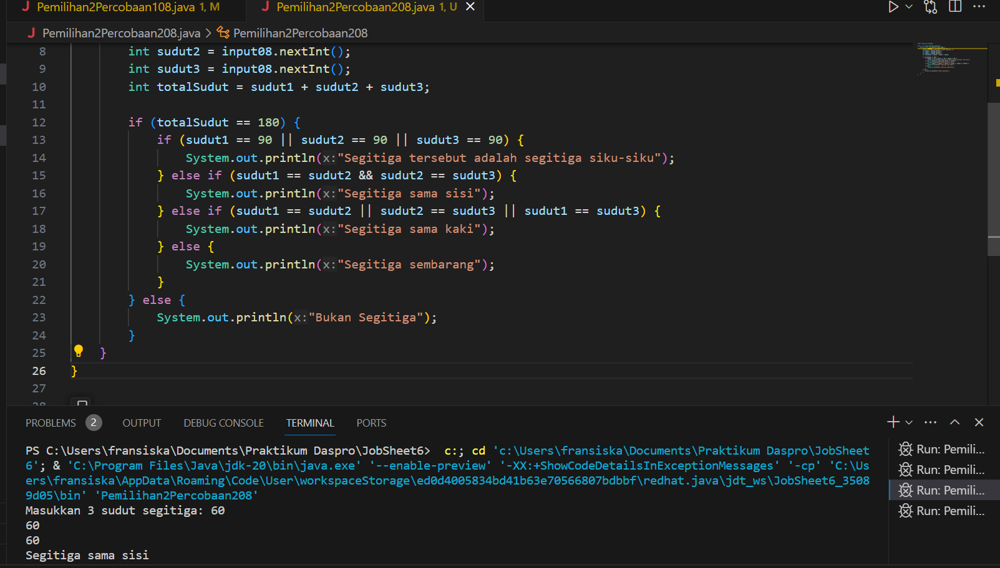 J Pemilihan2Percobaan108.java 1, M J Pemilihan2Percobaan208.java 1, U ×
J Pemilihan2Percobaan208.java > Pemilihan2Percobaan208
8 int sudut2 = input08.nextInt();
9 int sudut3 = input08.nextInt();
10 int totalSudut = sudut1 + sudut2 + sudut3;
11
12 if (totalSudut == 180) {
13 if (sudut1 == 90 || sudut2 == 90 || sudut3 == 90) {
14 System.out.println(x:"Segitiga tersebut adalah segitiga siku-siku");
15 } else if (sudut1 == sudut2 && sudut2 == sudut3) {
16 System.out.println(x:"Segitiga sama sisi");
17 } else if (sudut1 == sudut2 || sudut2 == sudut3 || sudut1 == sudut3) {
18 System.out.println(x:"Segitiga sama kaki");
19 } else {
20 System.out.println(x:"Segitiga sembarang");
21 }
22 } else {
23 System.out.println(x:"Bukan Segitiga");
24 }
25 }
26 }
27
PROBLEMS 2 OUTPUT DEBUG CONSOLE TERMINAL PORTS
PS C:\Users\fransiska\Documents\Praktikum Daspro\JobSheet6> c:; cd 'c:\Users\fransiska\Documents\Praktikum Daspro\JobSheet
6'; & 'C:\Program Files\Java\jdk-20\bin\java.exe' '--enable-preview' '-XX:+ShowCodeDetailsInExceptionMessages' '-cp' 'C:\Us
ers\fransiska\AppData\Roaming\Code\User\workspaceStorage\ed0d4005834bd41b63e70566807bdbbf\redhat.java\jdt_ws\JobSheet6_3508
9d05\bin' 'Pemilihan2Percobaan208'
Masukkan 3 sudut segitiga: 60
60
60
Segitiga sama sisi
Run: Pemili...
Run: Pemili...
Run: Pemili...
Run: Pemili...